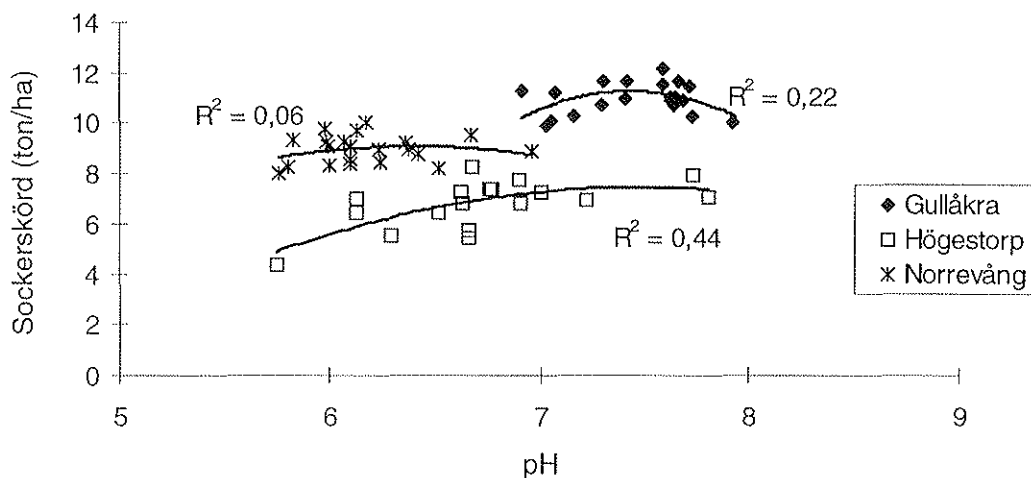 Sockerskörd (ton/ha)
14
12
10
8
6
4
2
0
R² = 0,06
R² = 0,22
R² = 0,44
Gullåkra
Högestorp
Norrevång
5 6 7 8 9
pH